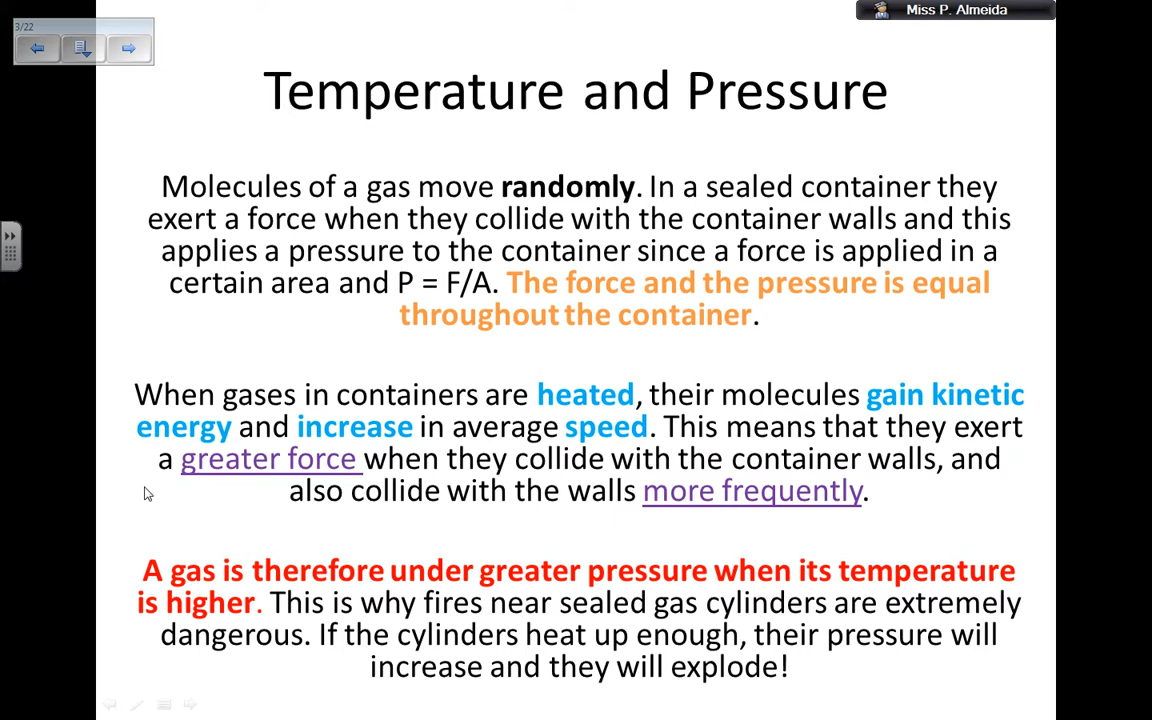 3/22
Miss P. Almeida
Temperature and Pressure
Molecules of a gas move randomly. In a sealed container they
exert a force when they collide with the container walls and this
applies a pressure to the container since a force is applied in a
certain area and P = F/A. The force and the pressure is equal
throughout the container.
When gases in containers are heated, their molecules gain kinetic
energy and increase in average speed. This means that they exert
a greater force when they collide with the container walls, and
also collide with the walls more frequently.
A gas is therefore under greater pressure when its temperature
is higher. This is why fires near sealed gas cylinders are extremely
dangerous. If the cylinders heat up enough, their pressure will
increase and they will explode!